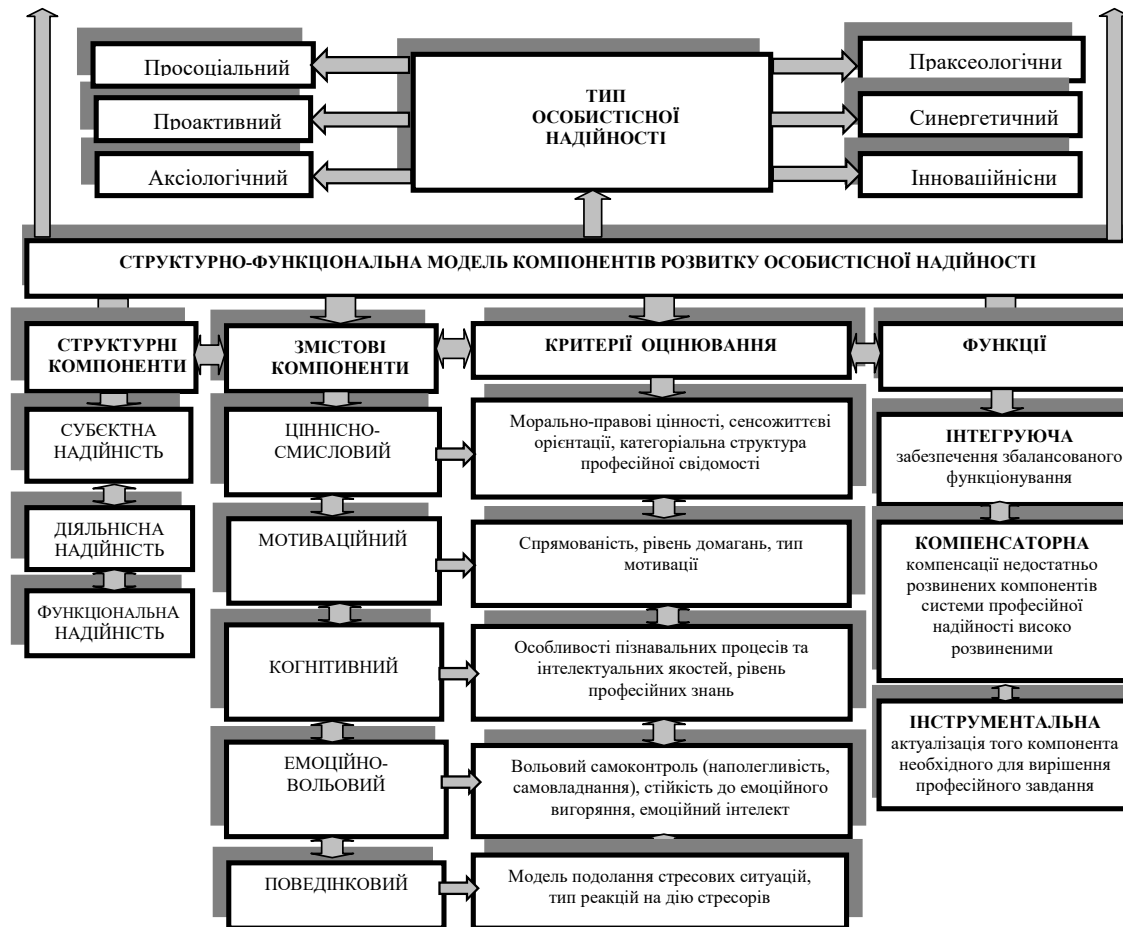 Просоціальний
Проактивний
Аксіологічний
ТИП
ОСОБИСТІСНОЇ
НАДІЙНОСТІ
Праксеологічни
Синергетичний
Інноваційнісни
СТРУКТУРНО-ФУНКЦІОНАЛЬНА МОДЕЛЬ КОМПОНЕНТІВ РОЗВИТКУ ОСОБИСТІСНОЇ НАДІЙНОСТІ
СТРУКТУРНІ
КОМПОНЕНТИ
СУБЄКТНА
НАДІЙНІСТЬ
ДІЯЛЬНІСНА
НАДІЙНІСТЬ
ФУНКЦІОНАЛЬНА
НАДІЙНІСТЬ
ЗМІСТОВІ
КОМПОНЕНТИ
ЦІННІСНО-
СМИСЛОВИЙ
МОТИВАЦІЙНИЙ
КОГНІТИВНИЙ
ЕМОЦІЙНО-
ВОЛЬОВИЙ
ПОВЕДІНКОВИЙ
КРИТЕРІЇ ОЦІНЮВАННЯ
Морально-правові цінності, сенсожиттєві
орієнтації, категоріальна структура
професійної свідомості
Спрямованість, рівень домагань, тип
мотивації
Особливості пізнавальних процесів та
інтелектуальних якостей, рівень
професійних знань
Вольовий самоконтроль (наполегливість,
самовладнання), стійкість до емоційного
вигоряння, емоційний інтелект
Модель подолання стресових ситуацій,
тип реакцій на дію стресорів
ФУНКЦІЇ
ІНТЕГРУЮЧА
забезпечення збалансованого
функціонування
КОМПЕНСАТОРНА
компенсації недостатньо
розвинених компонентів
системи професійної
надійності високо
розвиненими
ІНСТРУМЕНТАЛЬНА
актуалізація того компонента
необхідного для вирішення
професійного завдання